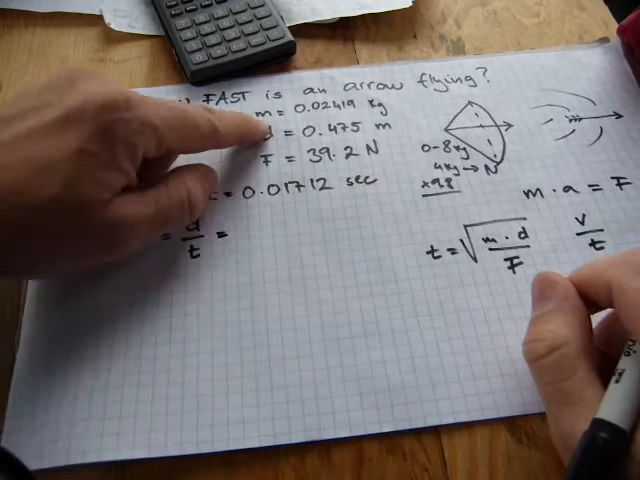 FAST is an arrow flying?
m = 0.02419 kg
d = 0.475 m
F = 39.2 N
= 0.01712 sec
= d/t =
0-8kg
4kg → N
x9.8
m · a = F
t = √(m · d / F)
v/t